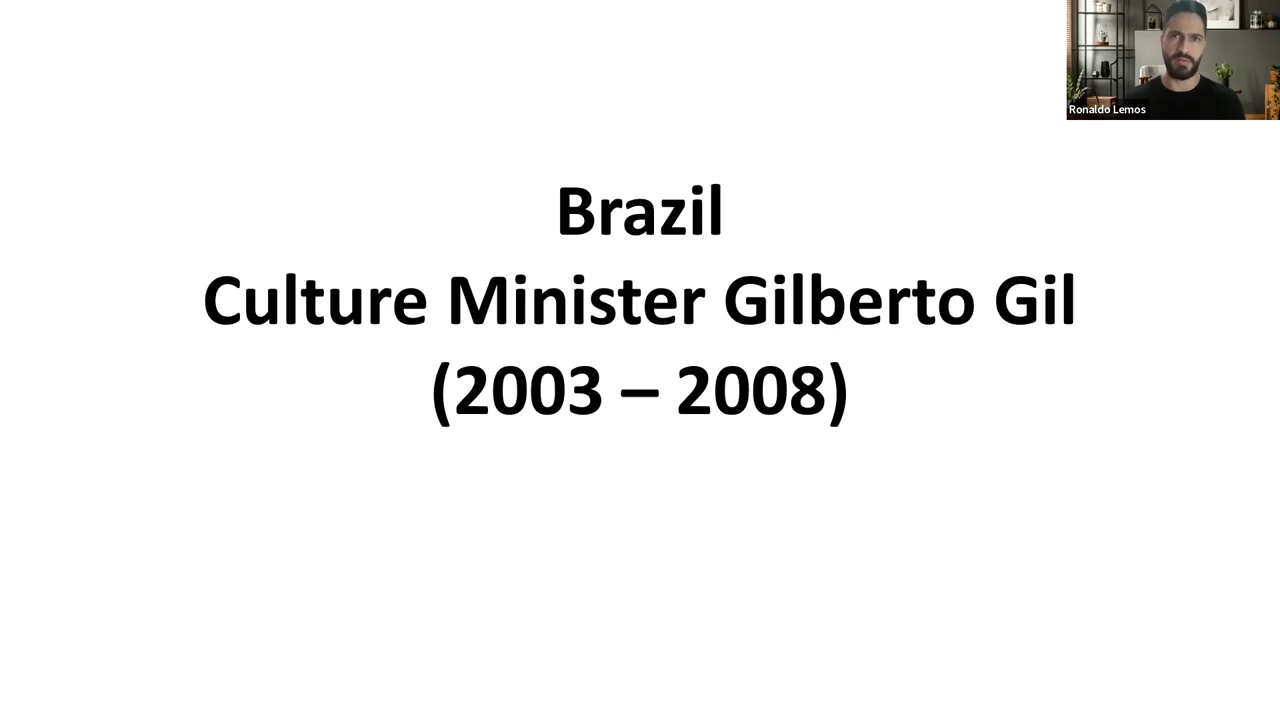 Ronaldo Lemos
Brazil
Culture Minister Gilberto Gil
(2003 – 2008)